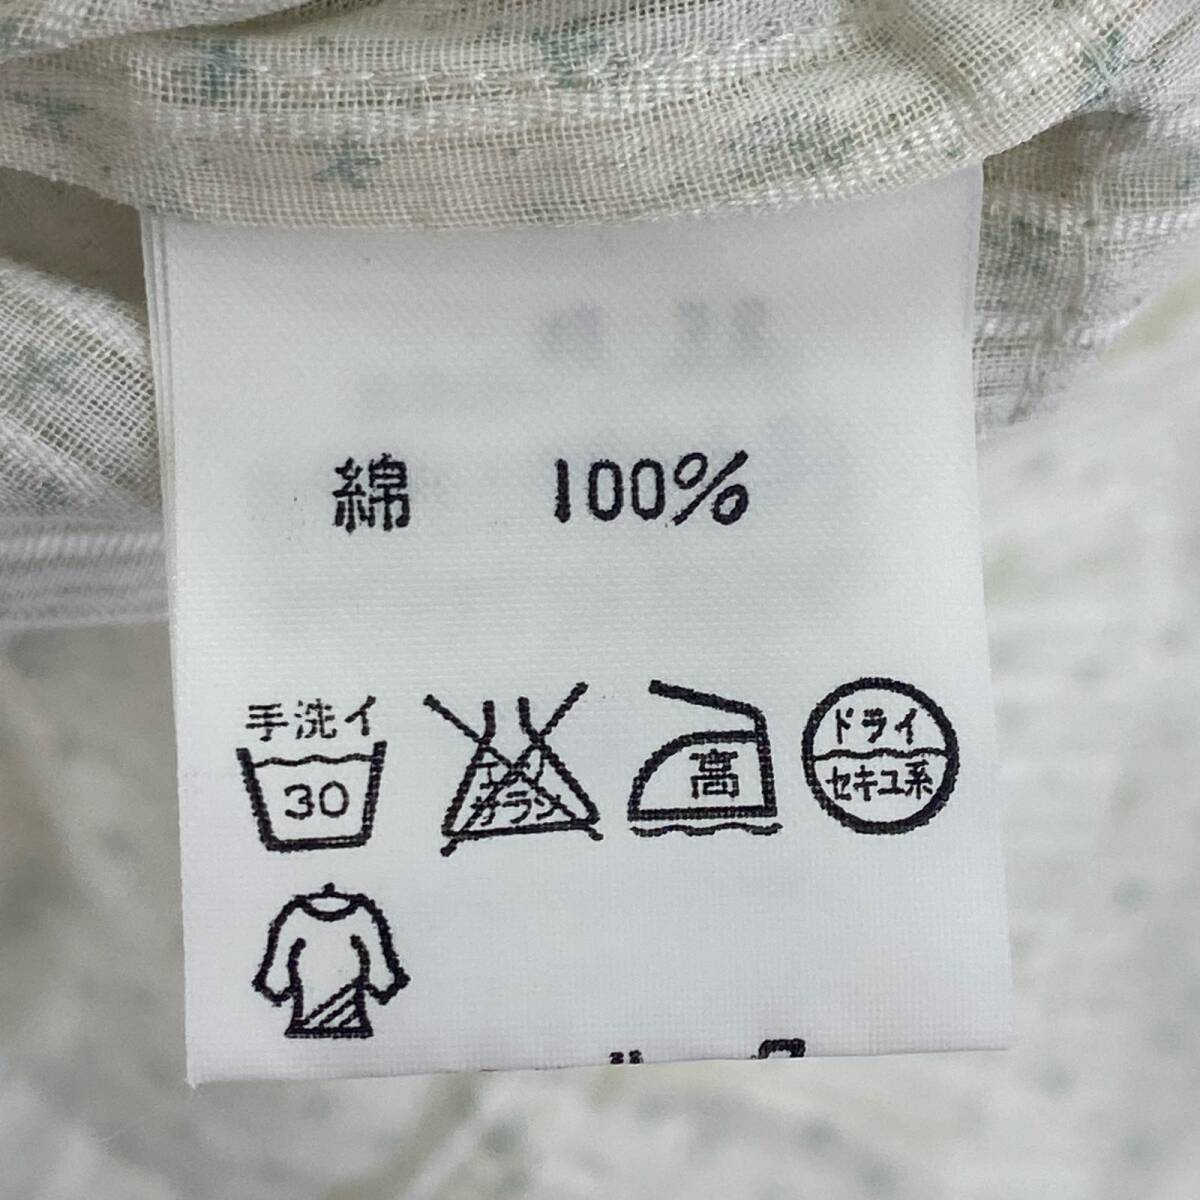 綿 100%
手洗イ
30
エンソ
サラシ
高
ドライ
セキユ系